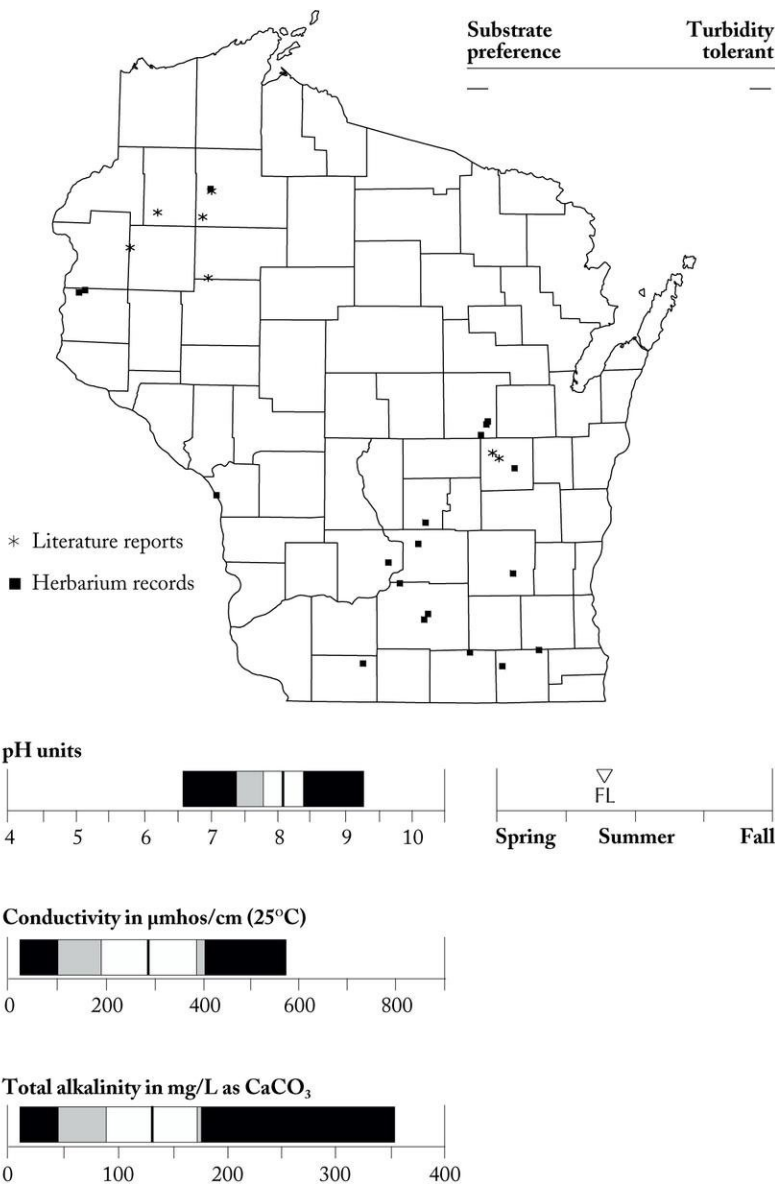 Substrate preference
Turbidity tolerant
—
—
* Literature reports
■ Herbarium records
pH units
4 5 6 7 8 9 10
FL
Spring Summer Fall
Conductivity in µmhos/cm (25°C)
0 200 400 600 800
Total alkalinity in mg/L as CaCO₃
0 100 200 300 400